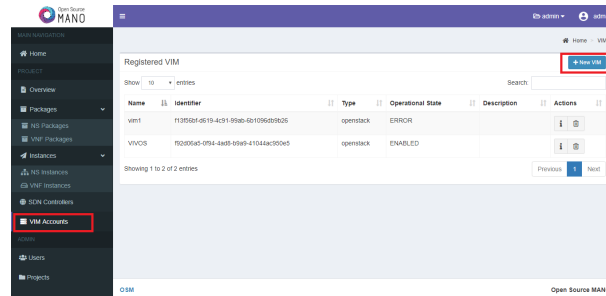 Open Source
MANO
admin
adm
MAIN NAVIGATION
Home
Home
VIM
PROJECT
Registered VIM
New VIM
Overview
Show 10 entries
Search:
Packages
Name Identifier Type Operational State Description Actions
NS Packages
vim1 f13f56bf-d619-4c91-99ab-6b1096db9b26 openstack ERROR
VNF Packages
Instances
VIVOS f92d06a5-0f94-4ad8-b9a9-41044ac950e5 openstack ENABLED
NS Instances
Showing 1 to 2 of 2 entries
Previous 1 Next
VNF Instances
SDN Controllers
VIM Accounts
ADMIN
Users
Projects
OSM
Open Source MANO